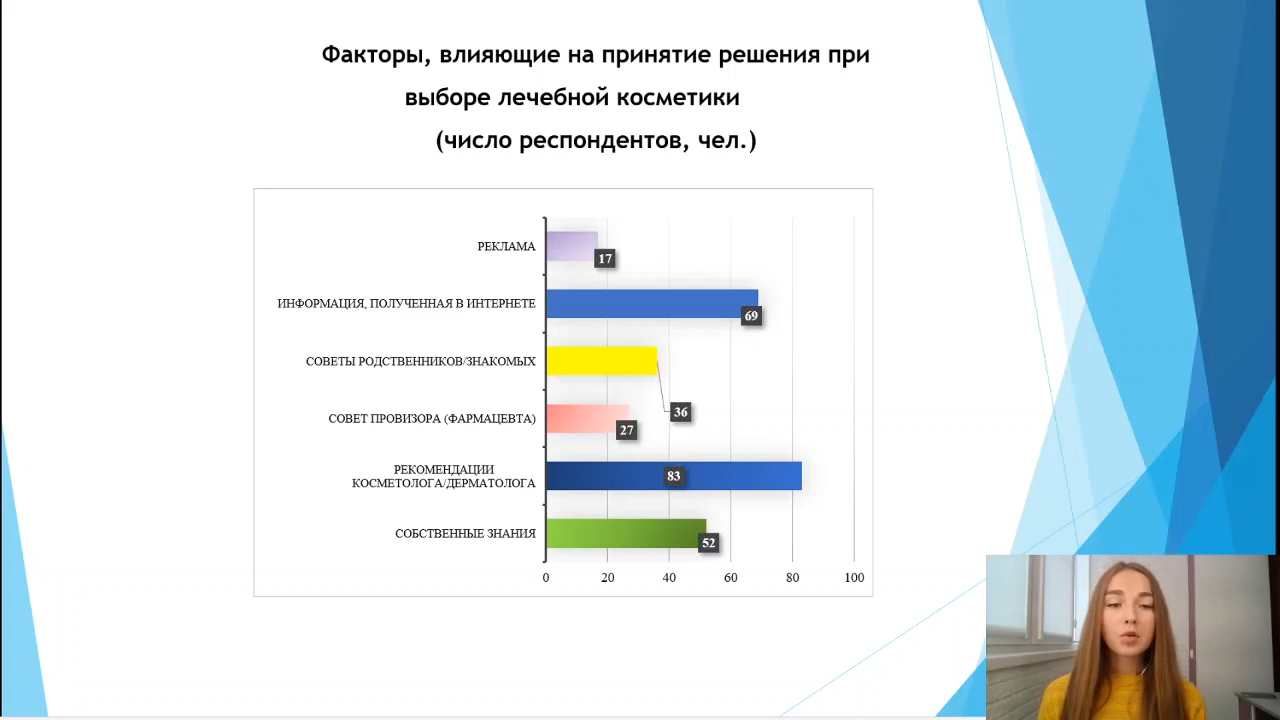 Факторы, влияющие на принятие решения при
выборе лечебной косметики
(число респондентов, чел.)
РЕКЛАМА
17
ИНФОРМАЦИЯ, ПОЛУЧЕННАЯ В ИНТЕРНЕТЕ
69
СОВЕТЫ РОДСТВЕННИКОВ/ЗНАКОМЫХ
36
СОВЕТ ПРОВИЗОРА (ФАРМАЦЕВТА)
27
РЕКОМЕНДАЦИИ
КОСМЕТОЛОГА/ДЕРМАТОЛОГА
83
СОБСТВЕННЫЕ ЗНАНИЯ
52
0 20 40 60 80 100